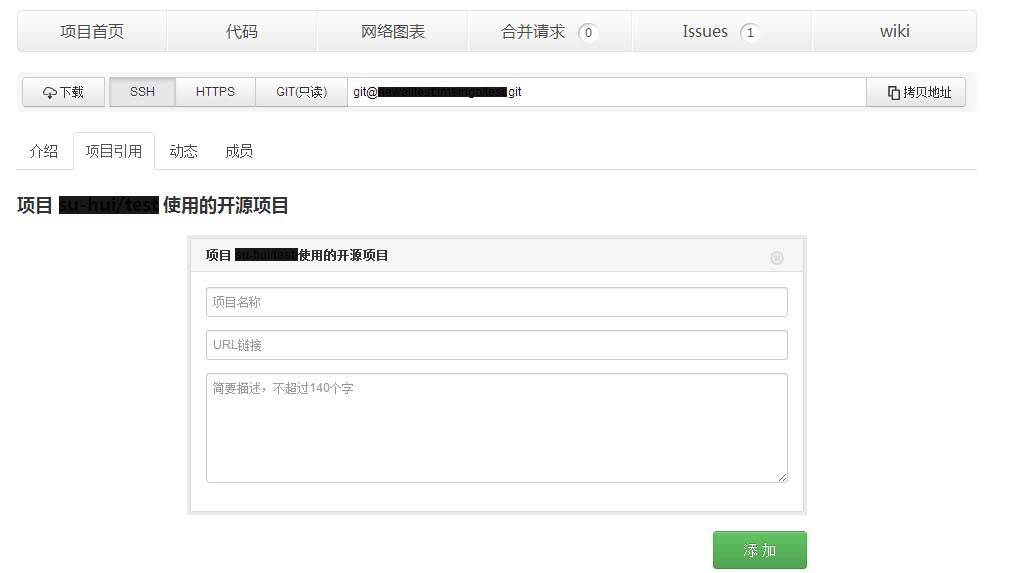 项目首页 代码 网络图表 合并请求 0 Issues 1 wiki
下载 SSH HTTPS GIT(只读) git@ git 拷贝地址
介绍 项目引用 动态 成员
项目 su-hui/test 使用的开源项目
项目 使用的开源项目
项目名称
URL链接
简要描述，不超过140个字
添 加